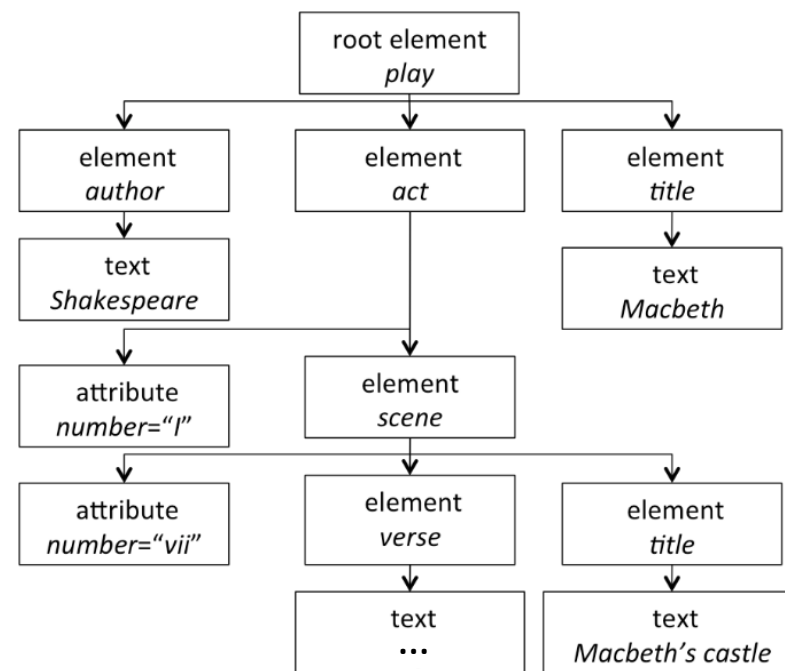 root element
play
element
author
element
act
element
title
text
Shakespeare
text
Macbeth
attribute
number=“I”
element
scene
attribute
number=“vii”
element
verse
element
title
text
...
text
Macbeth’s castle